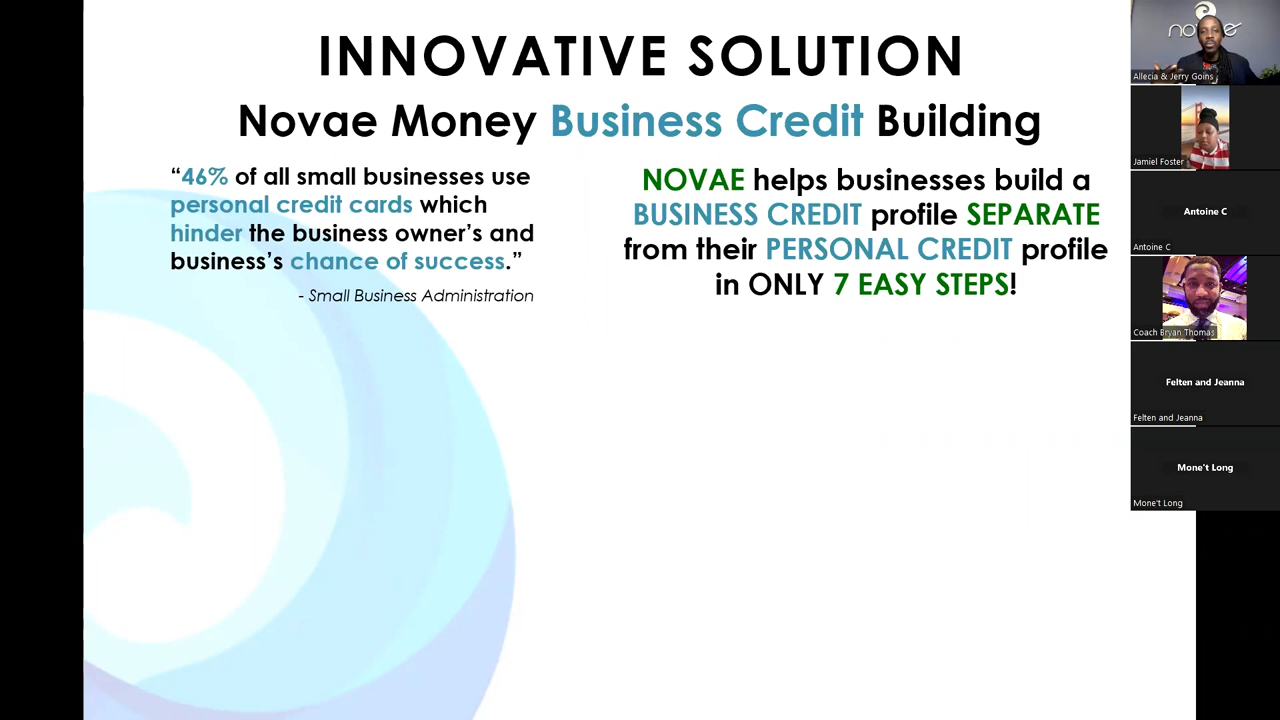 INNOVATIVE SOLUTION
Novae Money Business Credit Building
“46% of all small businesses use
personal credit cards which
hinder the business owner’s and
business’s chance of success.”
- Small Business Administration
NOVAE helps businesses build a
BUSINESS CREDIT profile SEPARATE
from their PERSONAL CREDIT profile
in ONLY 7 EASY STEPS!
novae
Allecia & Jerry Goins
Jamiel Foster
Antoine C
Antoine C
Coach Bryan Thomas
Felten and Jeanna
Felten and Jeanna
Mone't Long
Mone't Long